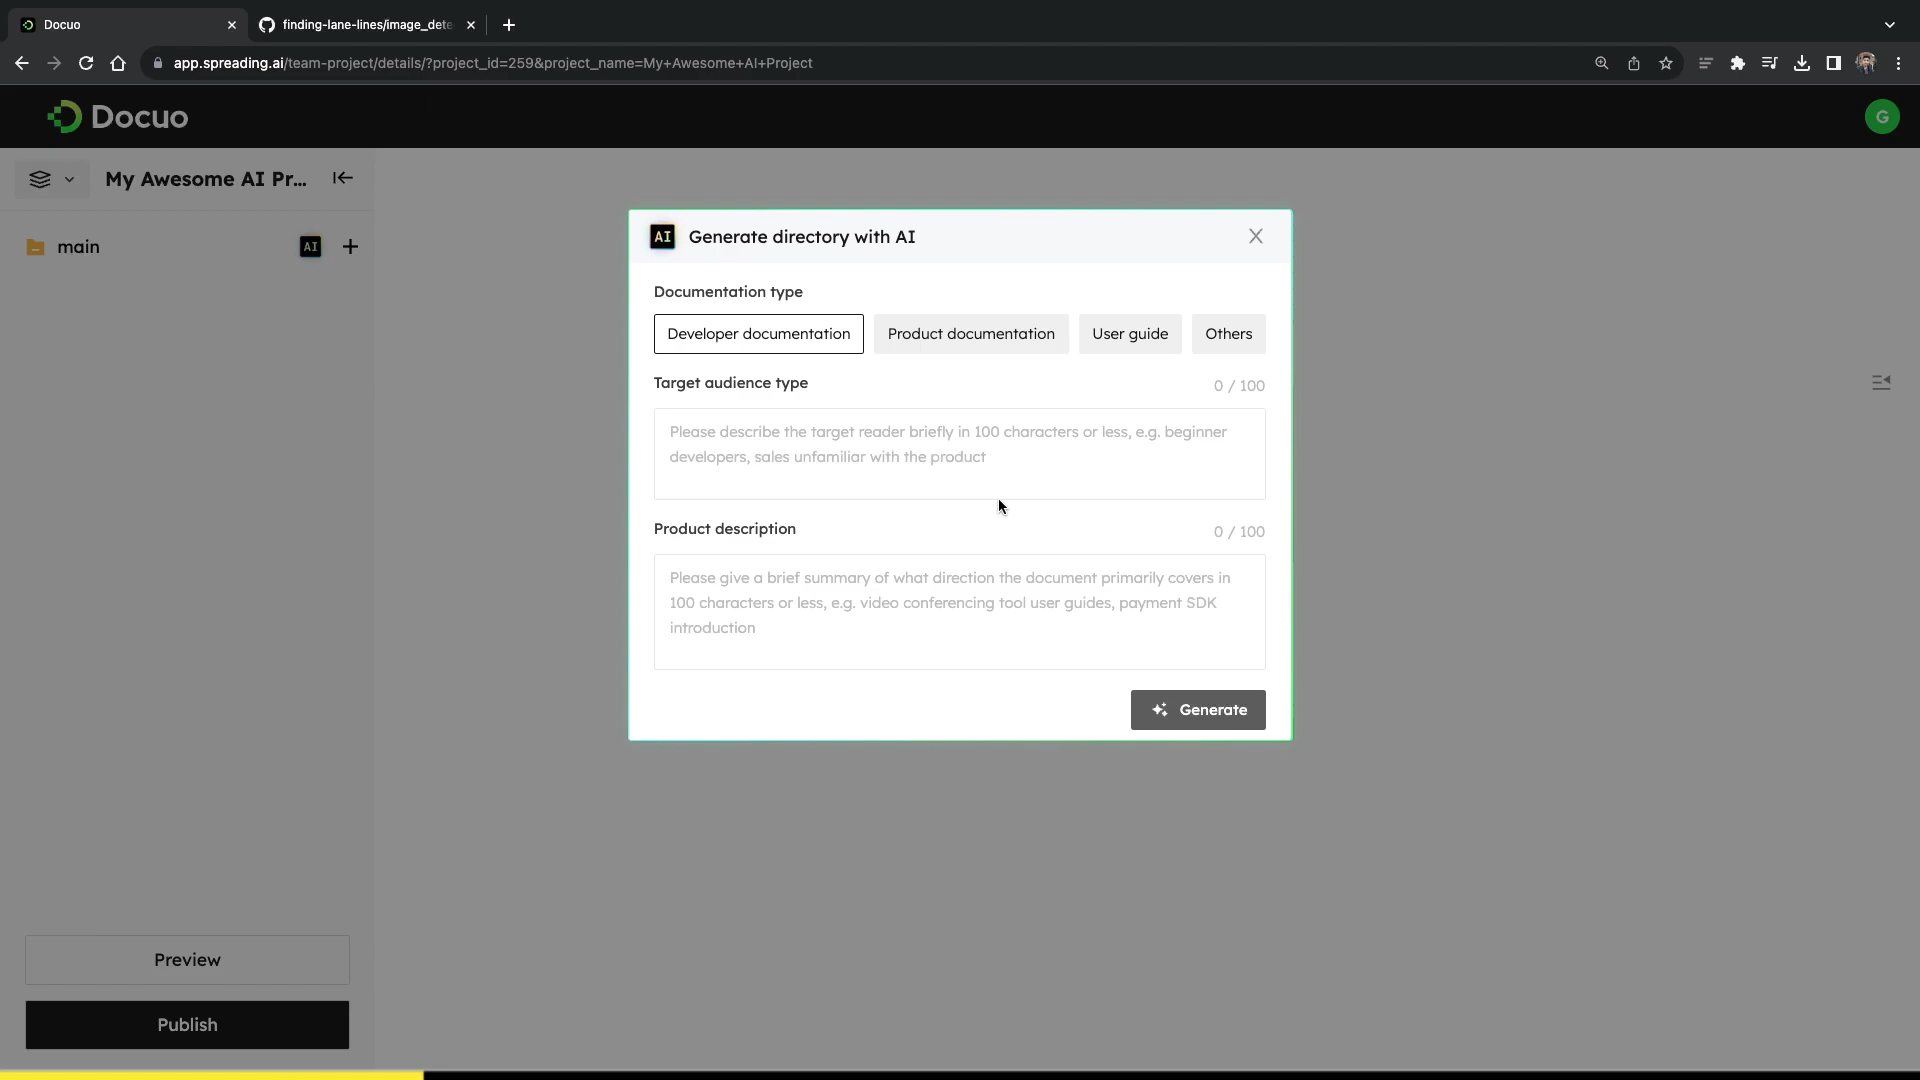 Docuo
finding-lane-lines/image_dete
app.spreading.ai/team-project/details/?project_id=259&project_name=My+Awesome+AI+Project
Docuo
G
My Awesome AI Pr...
main
AI
AI Generate directory with AI
Documentation type
Developer documentation
Product documentation
User guide
Others
Target audience type
0 / 100
Please describe the target reader briefly in 100 characters or less, e.g. beginner
developers, sales unfamiliar with the product
Product description
0 / 100
Please give a brief summary of what direction the document primarily covers in
100 characters or less, e.g. video conferencing tool user guides, payment SDK
introduction
Generate
Preview
Publish